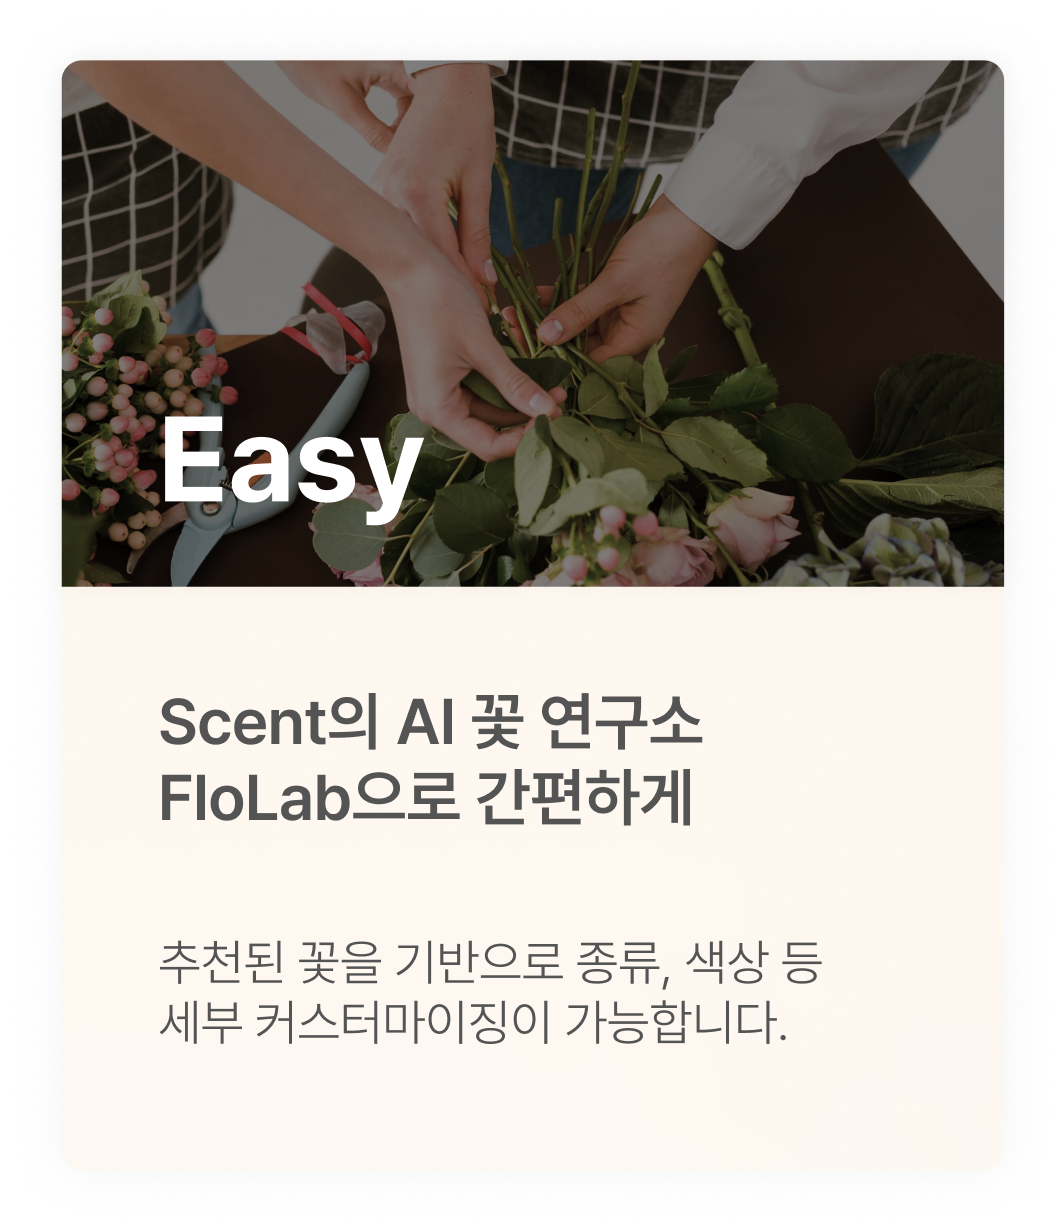 Easy
Scent의 AI 꽃 연구소
FloLab으로 간편하게
추천된 꽃을 기반으로 종류, 색상 등
세부 커스터마이징이 가능합니다.